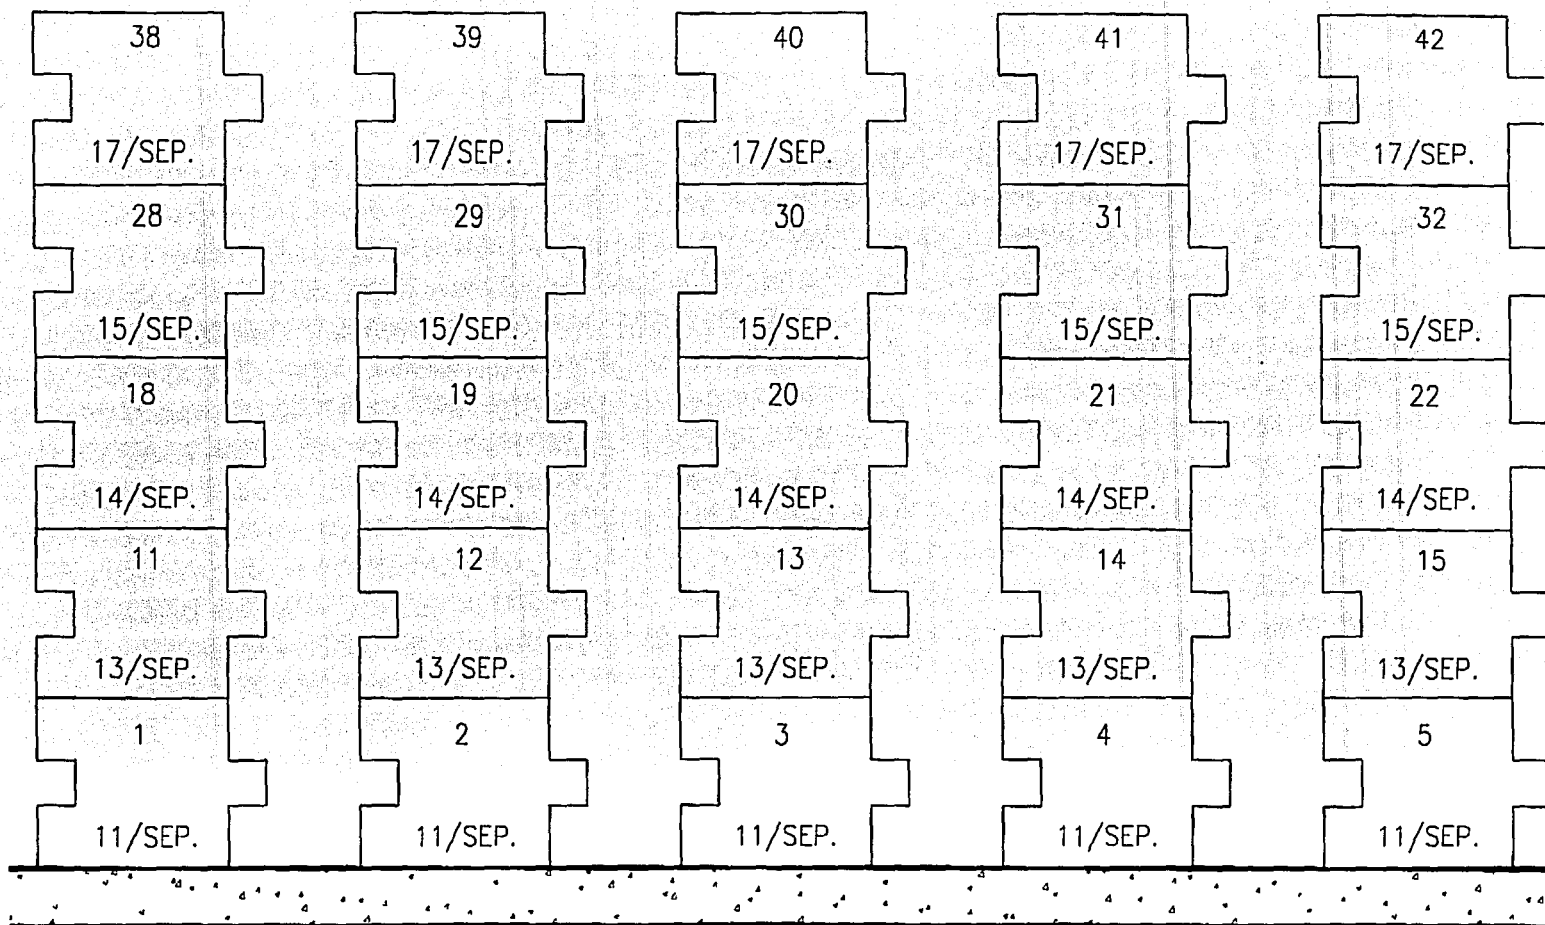 38 39 40 41 42
17/SEP. 17/SEP. 17/SEP. 17/SEP. 17/SEP.
28 29 30 31 32
15/SEP. 15/SEP. 15/SEP. 15/SEP. 15/SEP.
18 19 20 21 22
14/SEP. 14/SEP. 14/SEP. 14/SEP. 14/SEP.
11 12 13 14 15
13/SEP. 13/SEP. 13/SEP. 13/SEP. 13/SEP.
1 2 3 4 5
11/SEP. 11/SEP. 11/SEP. 11/SEP. 11/SEP.